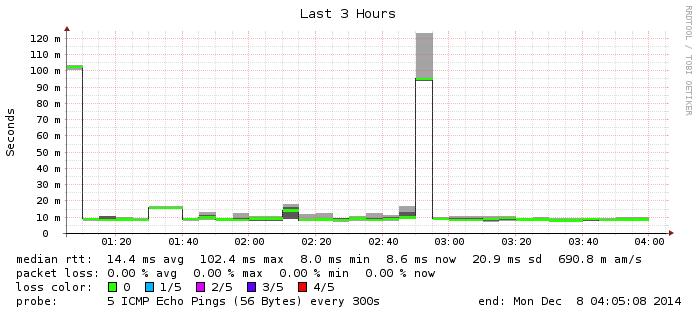 Last 3 Hours
RRDTOOL / TOBI OETIKER
Seconds
120 m
110 m
100 m
90 m
80 m
70 m
60 m
50 m
40 m
30 m
20 m
10 m
0
01:20 01:40 02:00 02:20 02:40 03:00 03:20 03:40 04:00
median rtt: 14.4 ms avg 102.4 ms max 8.0 ms min 8.6 ms now 20.9 ms sd 690.8 m am/s
packet loss: 0.00 % avg 0.00 % max 0.00 % min 0.00 % now
loss color: 0 1/5 2/5 3/5 4/5
probe: 5 ICMP Echo Pings (56 Bytes) every 300s end: Mon Dec 8 04:05:08 2014